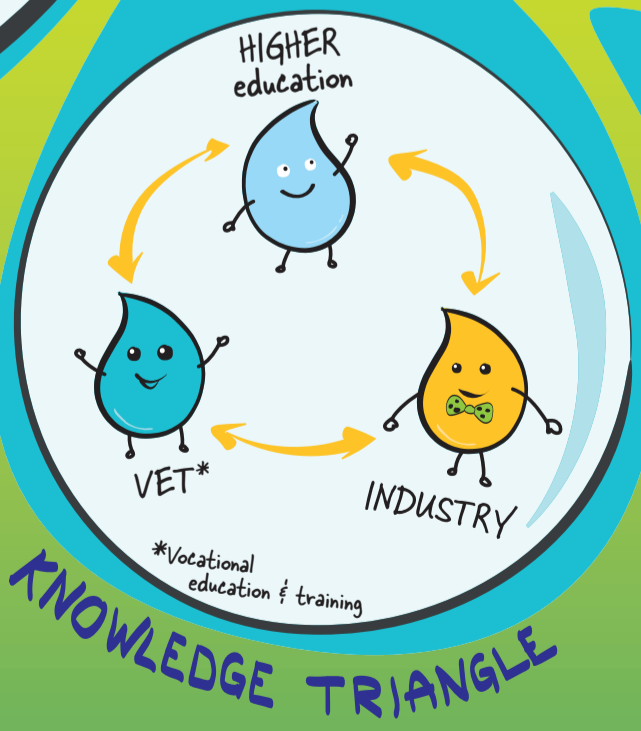 HIGHER
education
VET*
INDUSTRY
*Vocational
education & training
KNOWLEDGE TRIANGLE